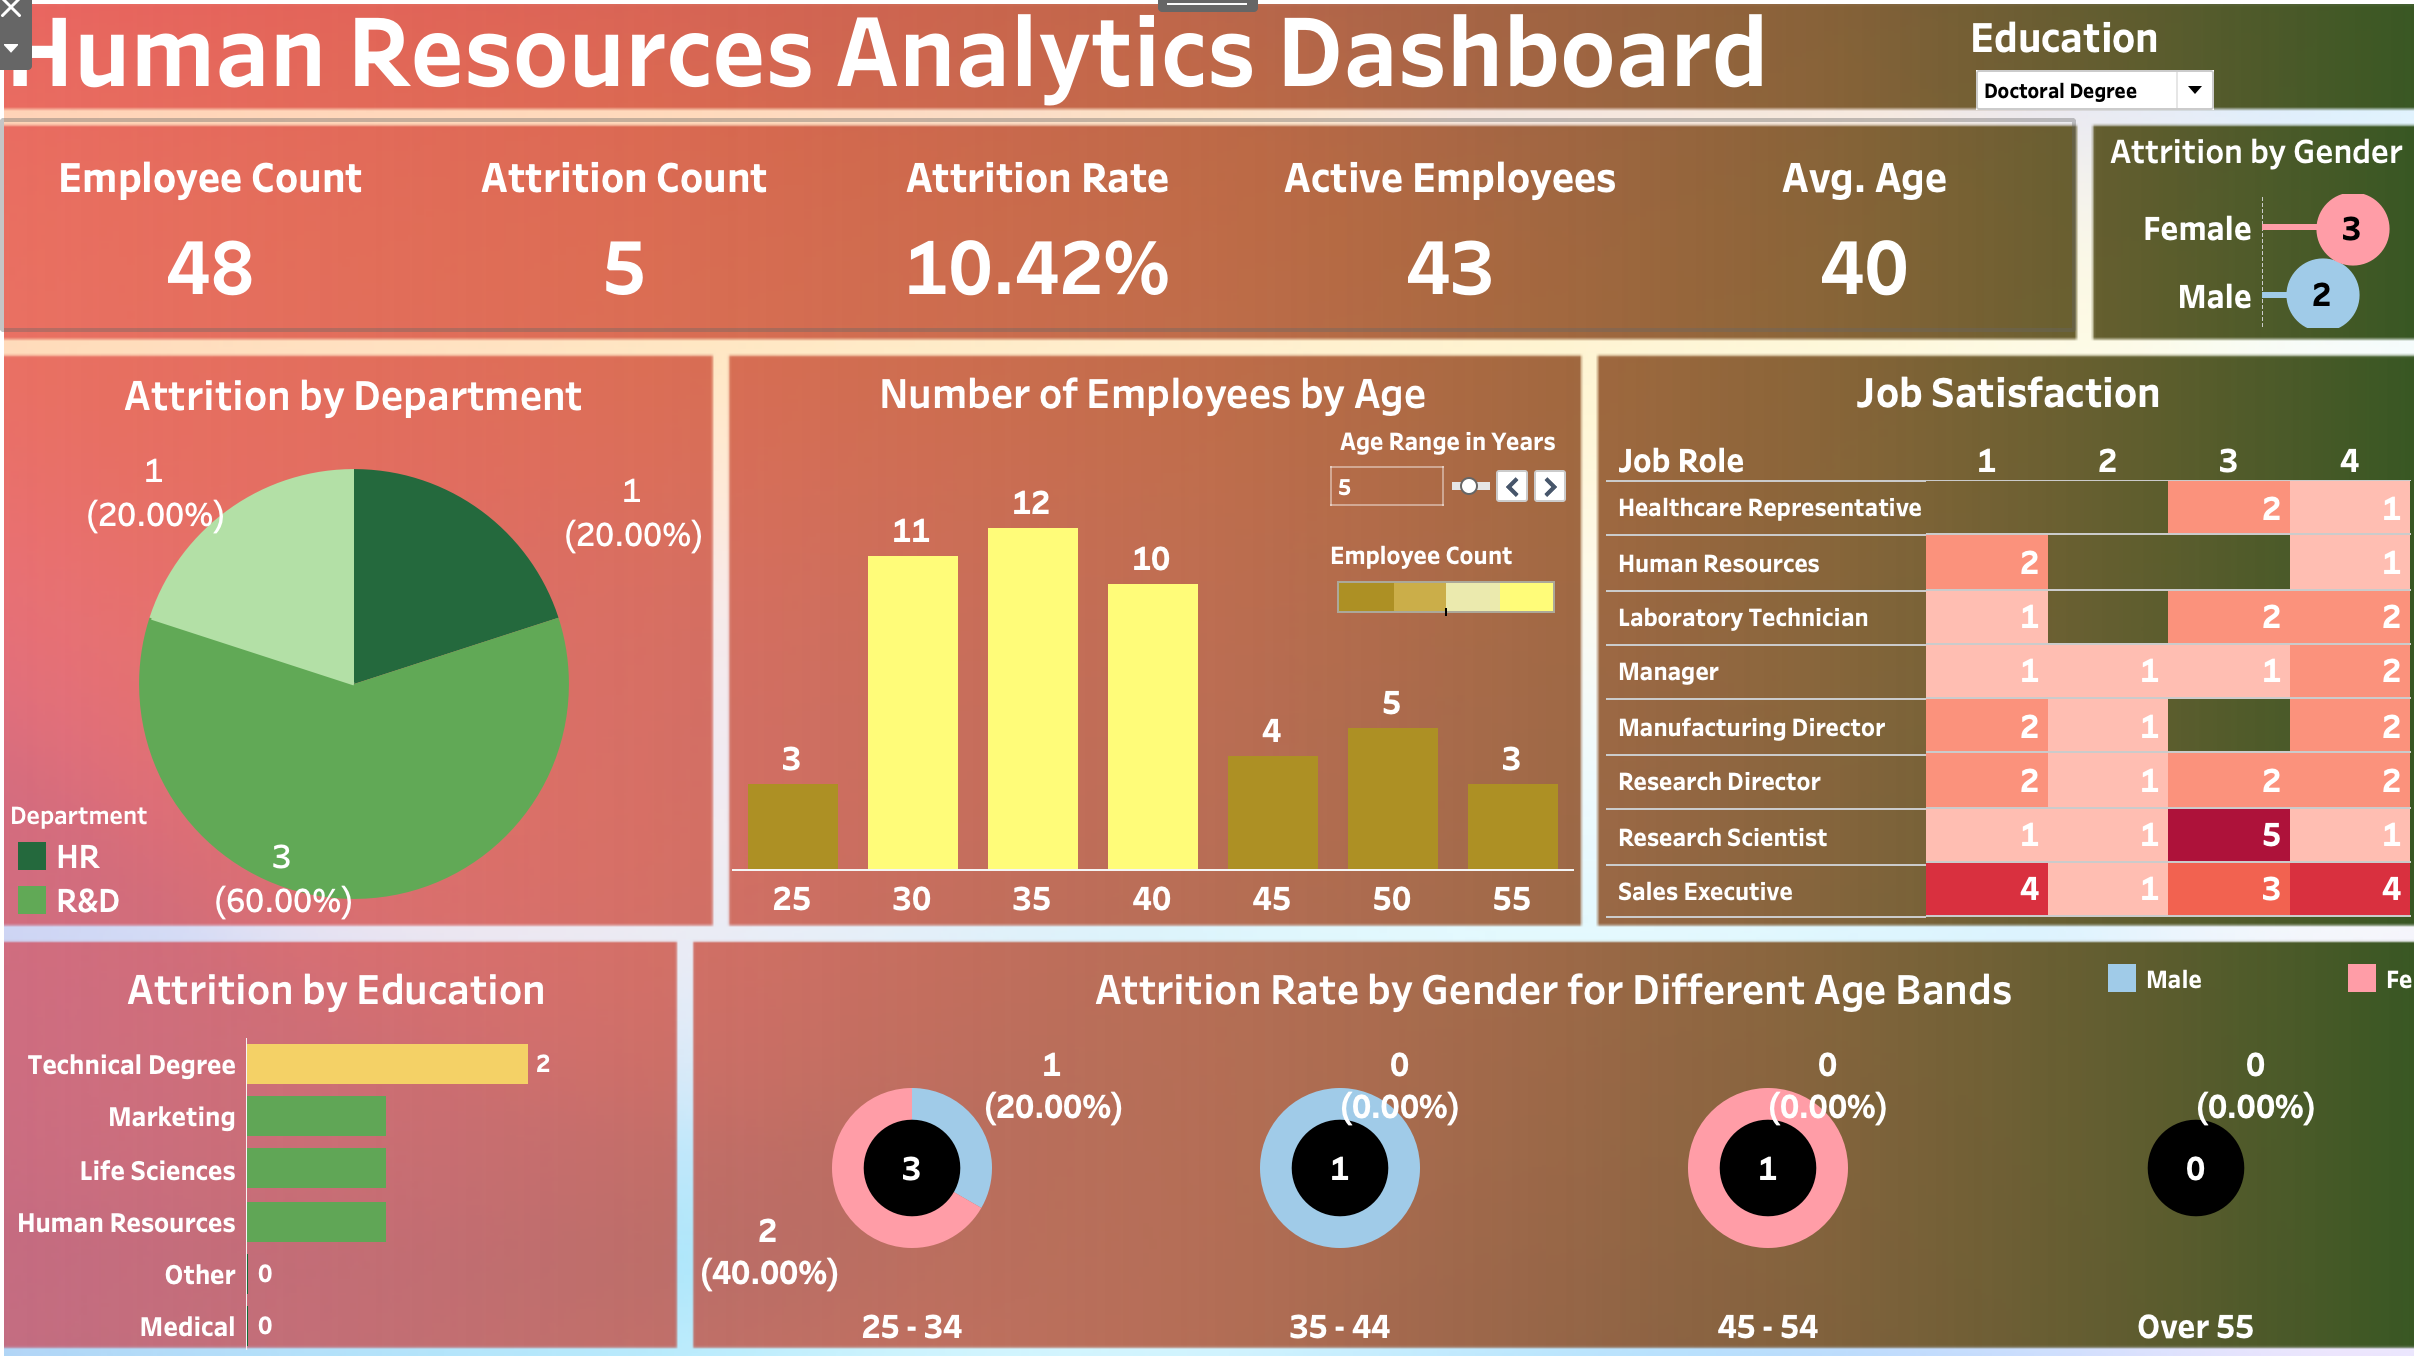 Human Resources Analytics Dashboard
Education
Doctoral Degree
Employee Count
48
Attrition Count
5
Attrition Rate
10.42%
Active Employees
43
Avg. Age
40
Attrition by Gender
Female 3
Male 2
Attrition by Department
1
(20.00%)
1
(20.00%)
3
(60.00%)
Department
HR
R&D
Number of Employees by Age
Age Range in Years
5
Employee Count
3 11 12 10 4 5 3
25 30 35 40 45 50 55
Job Satisfaction
Job Role 1 2 3 4
Healthcare Representative 2 1
Human Resources 2 1
Laboratory Technician 1 2 2
Manager 1 1 1 2
Manufacturing Director 2 1 2
Research Director 2 1 2 2
Research Scientist 1 1 5 1
Sales Executive 4 1 3 4
Attrition by Education
Technical Degree 2
Marketing
Life Sciences
Human Resources
Other 0
Medical 0
Attrition Rate by Gender for Different Age Bands
Male
Fe
1
(20.00%)
3
2
(40.00%)
25 - 34
0
(0.00%)
1
35 - 44
0
(0.00%)
1
45 - 54
0
(0.00%)
0
Over 55